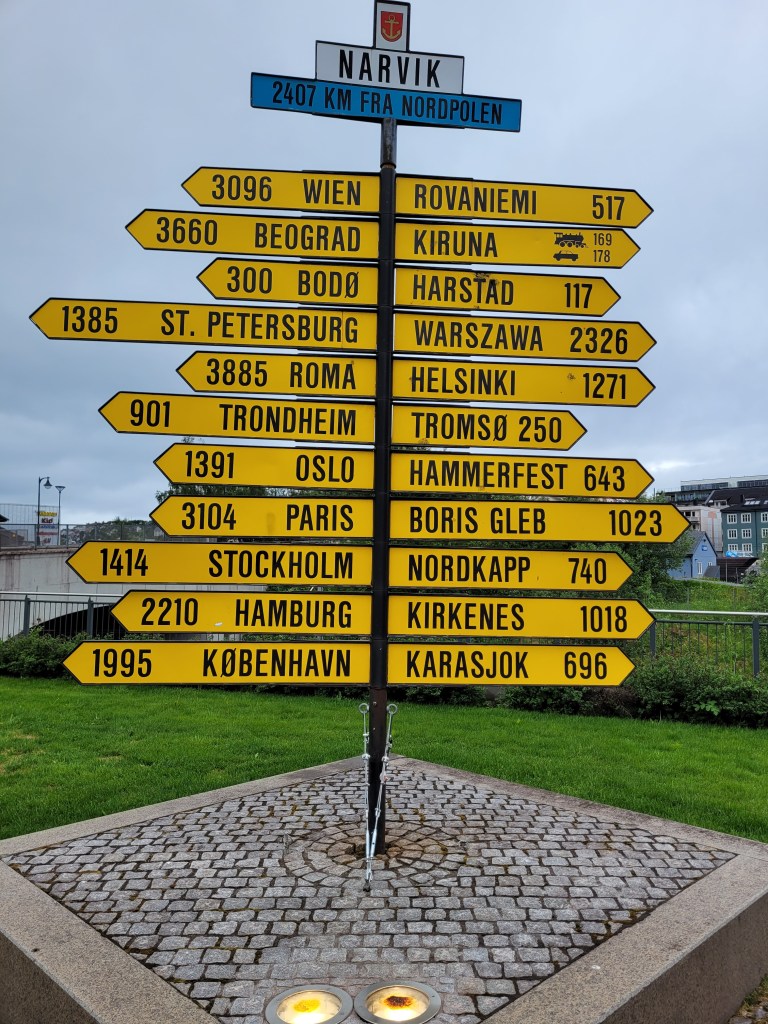 NARVIK
2407 KM FRA NORDPOLEN
3096 WIEN
ROVANIEMI 517
3660 BEOGRAD
KIRUNA 169
178
300 BODØ
HARSTAD 117
1385 ST. PETERSBURG
WARSZAWA 2326
3885 ROMA
HELSINKI 1271
901 TRONDHEIM
TROMSØ 250
1391 OSLO
HAMMERFEST 643
3104 PARIS
BORIS GLEB 1023
1414 STOCKHOLM
NORDKAPP 740
2210 HAMBURG
KIRKENES 1018
1995 KØBENHAVN
KARASJOK 696